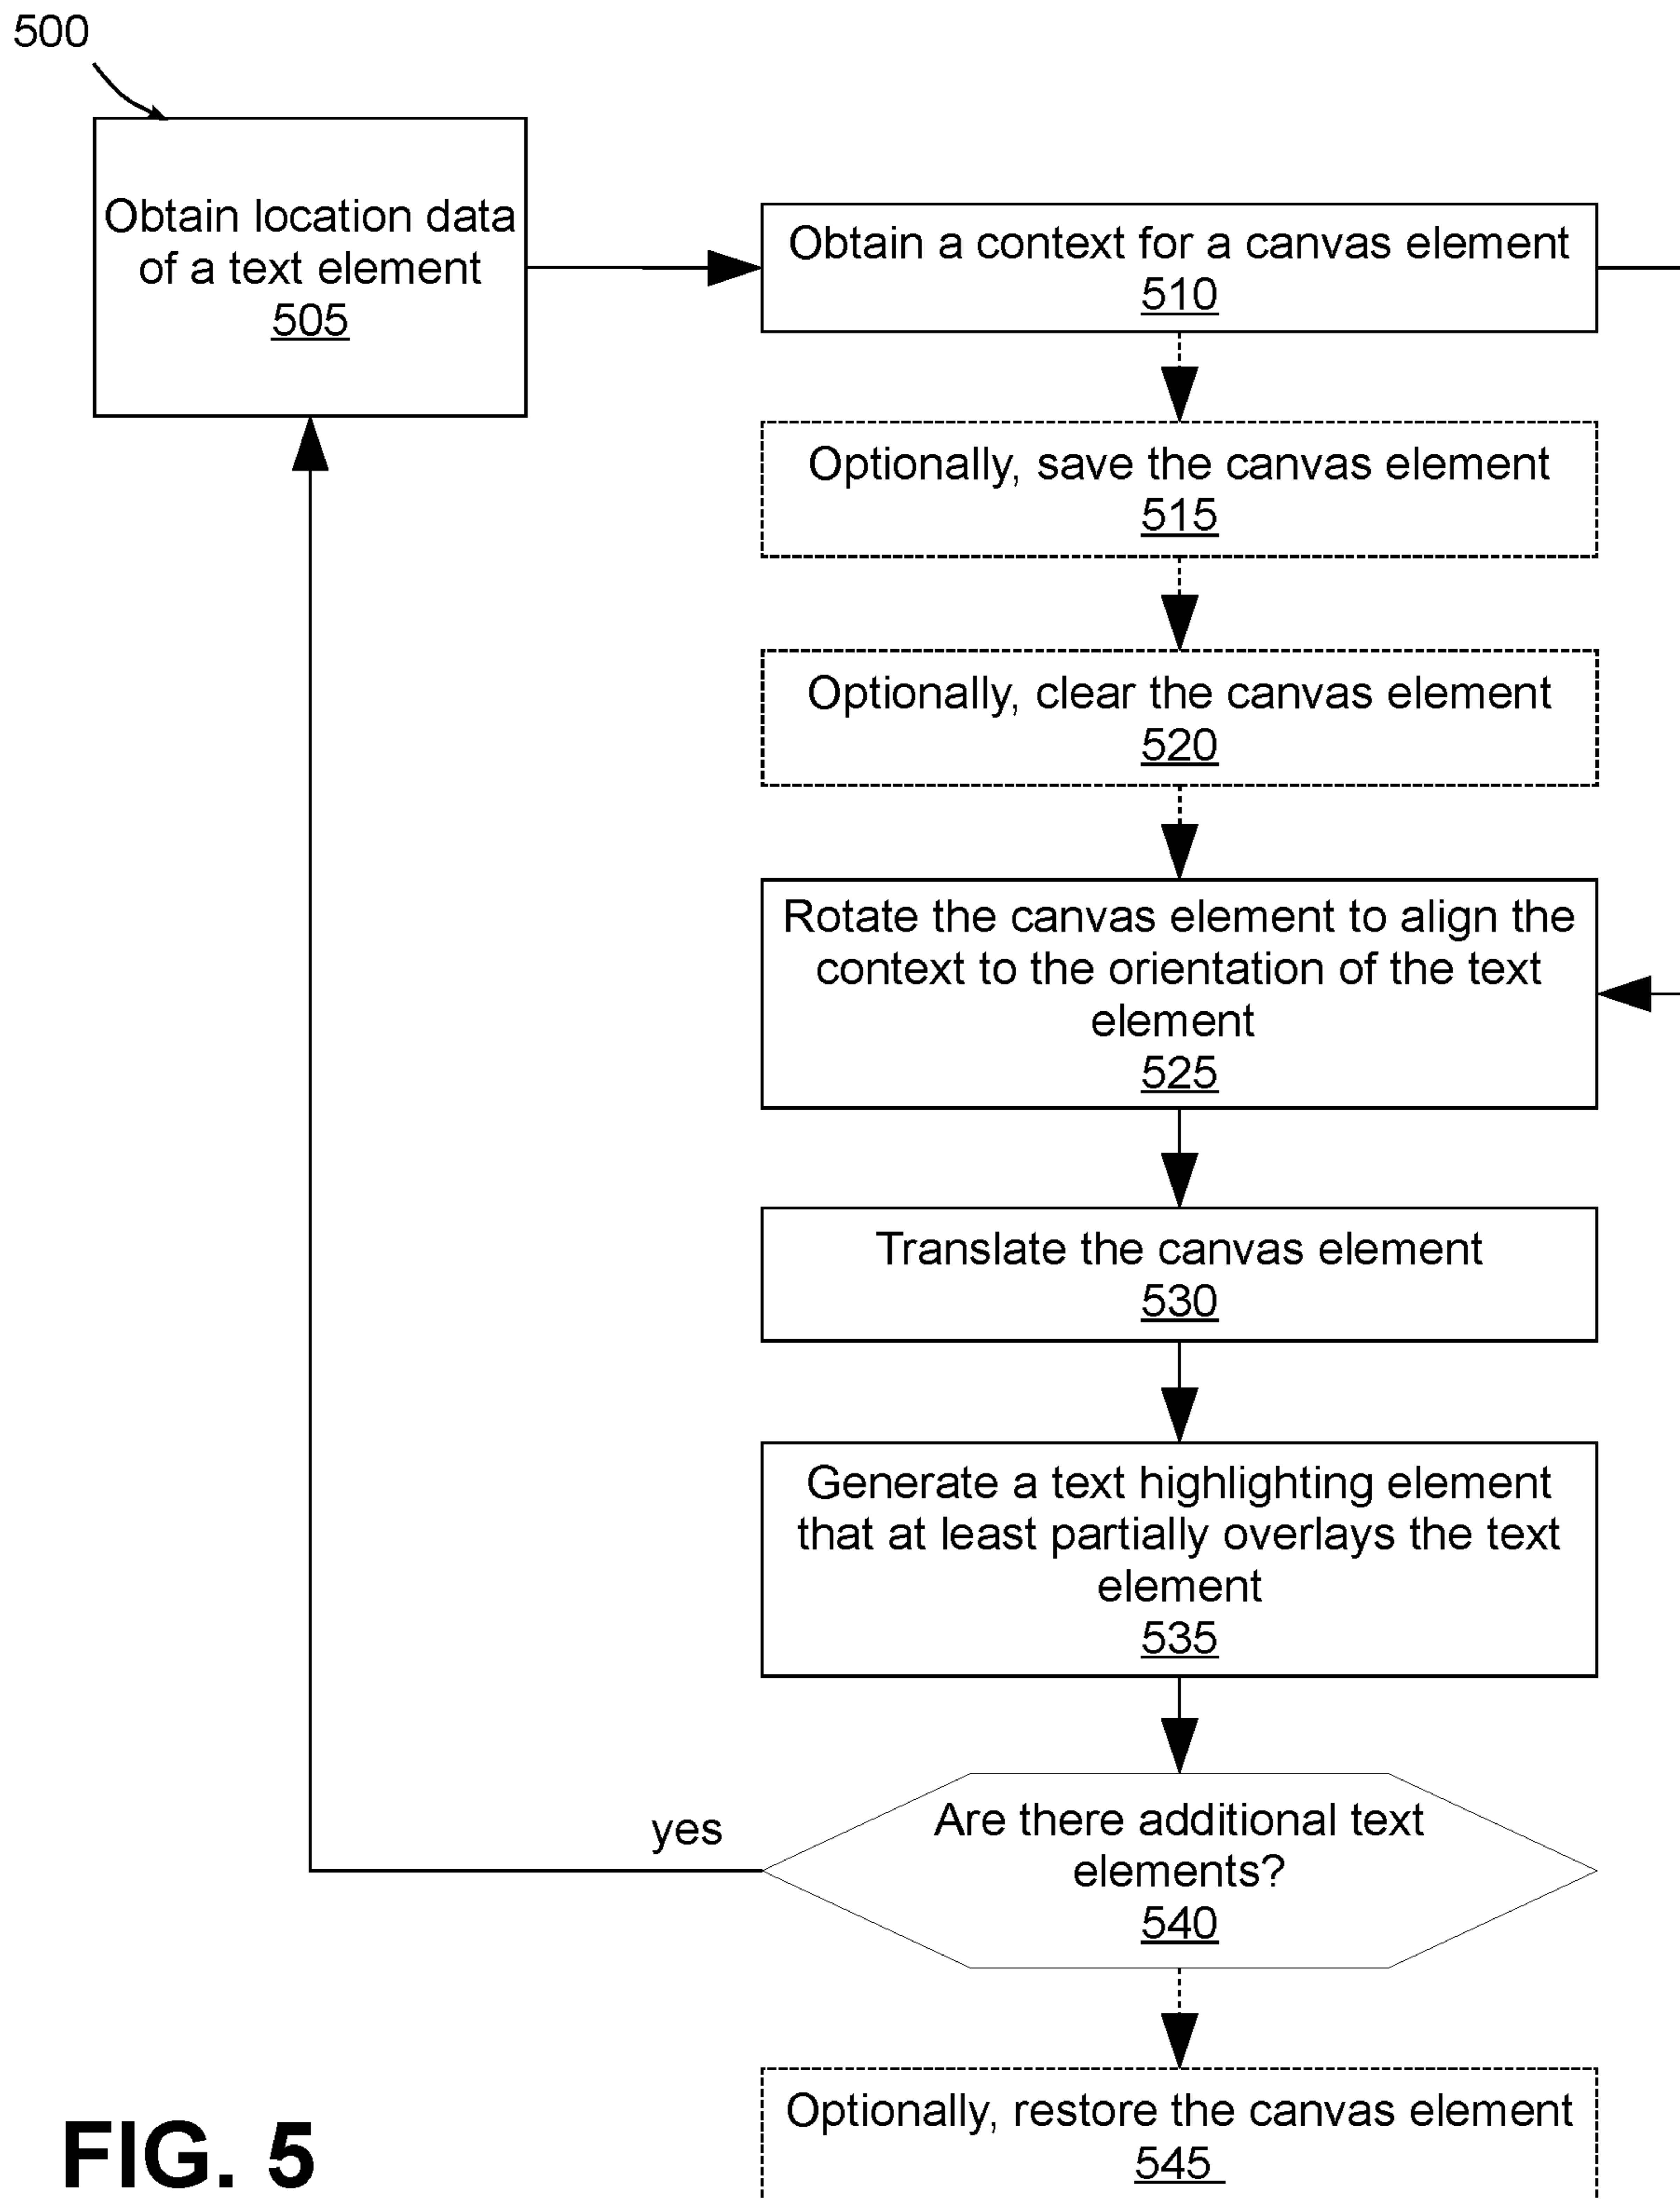 500
Obtain location data
of a text element
505
Obtain a context for a canvas element
510
Optionally, save the canvas element
515
Optionally, clear the canvas element
520
Rotate the canvas element to align the
context to the orientation of the text
element
525
Translate the canvas element
530
Generate a text highlighting element
that at least partially overlays the text
element
535
Are there additional text
elements?
540
yes
Optionally, restore the canvas element
545
FIG. 5